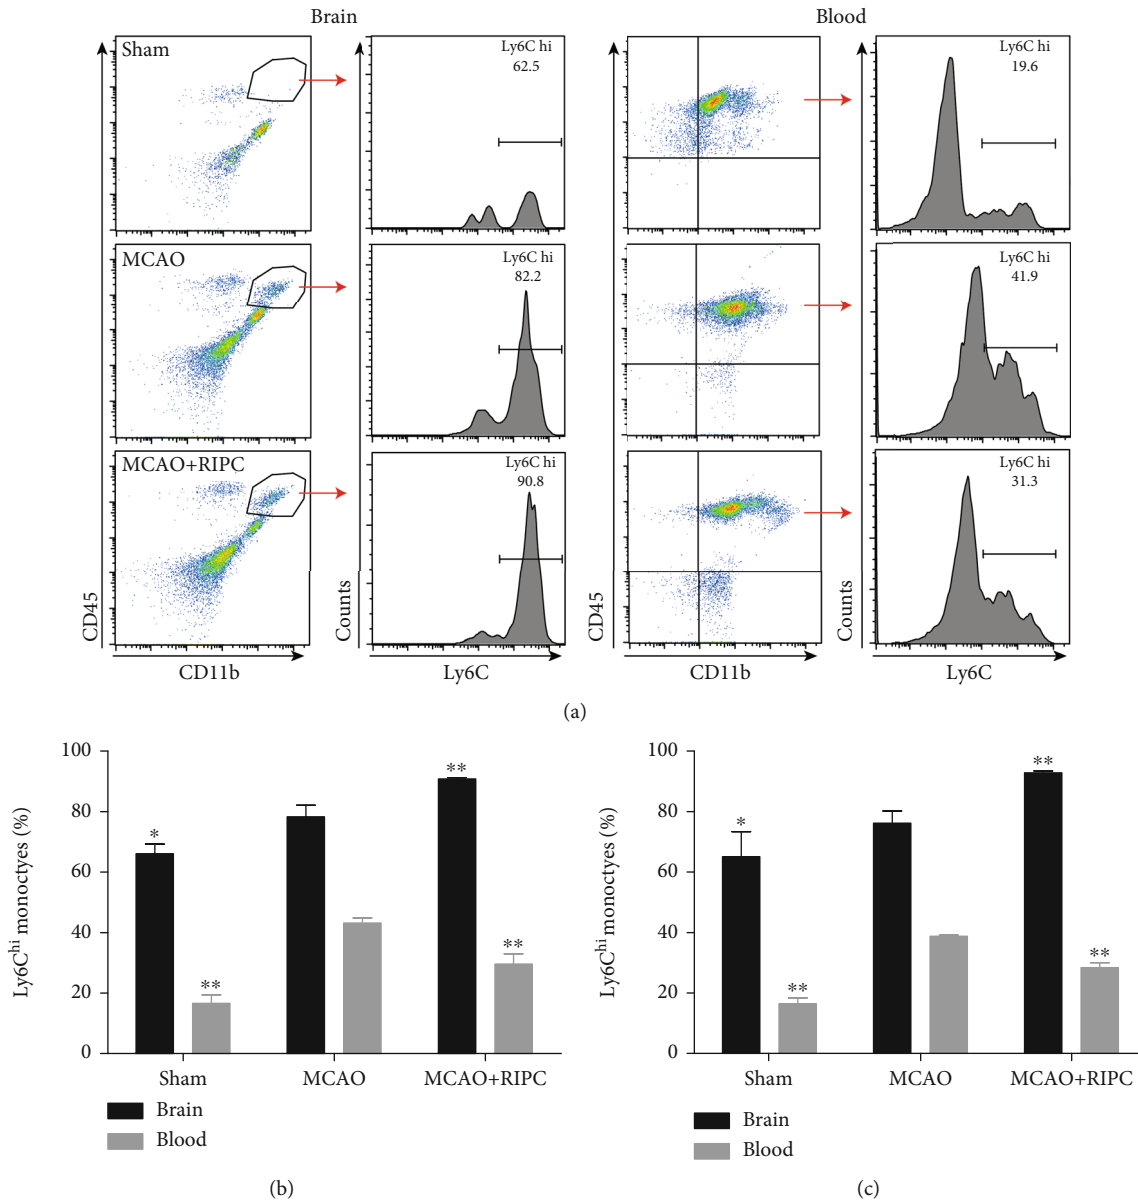 Brain
Blood
Sham
Ly6C hi
62.5
Ly6C hi
19.6
MCAO
Ly6C hi
82.2
Ly6C hi
41.9
MCAO+RIPC
Ly6C hi
90.8
Ly6C hi
31.3
CD45
Counts
CD45
Counts
CD11b
Ly6C
CD11b
Ly6C
(a)
Ly6Chi monoctyes (%)
100
80
60
40
20
0
*
**
**
**
Sham
MCAO
MCAO+RIPC
Brain
Blood
(b)
Ly6Chi monoctyes (%)
100
80
60
40
20
0
*
**
**
**
Sham
MCAO
MCAO+RIPC
Brain
Blood
(c)